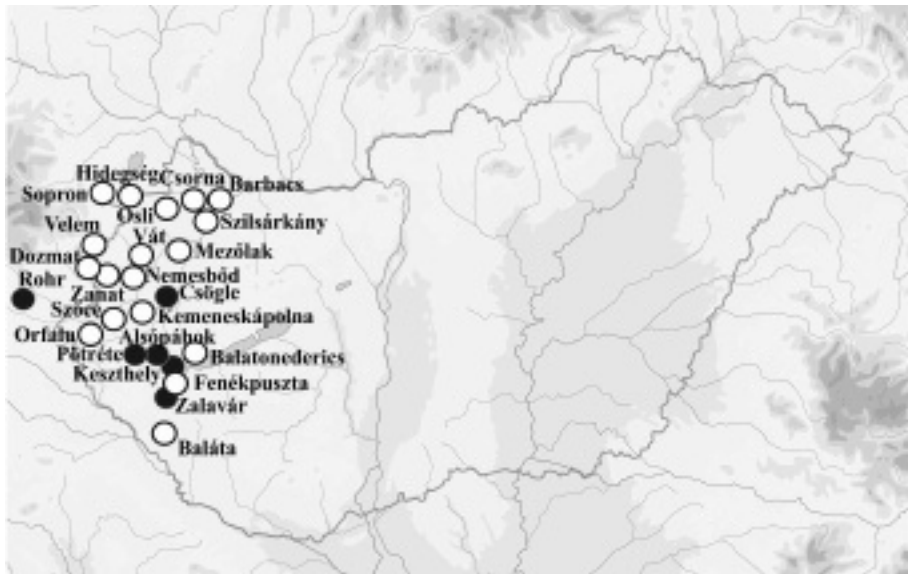 Hidegség
Csorna
Sopron
Barbacs
Osli
Szilsárkány
Velem
Vát
Dozmat
Mezőlak
Rohr
Nemesbőd
Zanat
Csögle
Szőce
Kemeneskápolna
Orfalu
Alsópáhok
Pötréte
Balatonederics
Keszthely
Fenékpuszta
Zalavár
Baláta